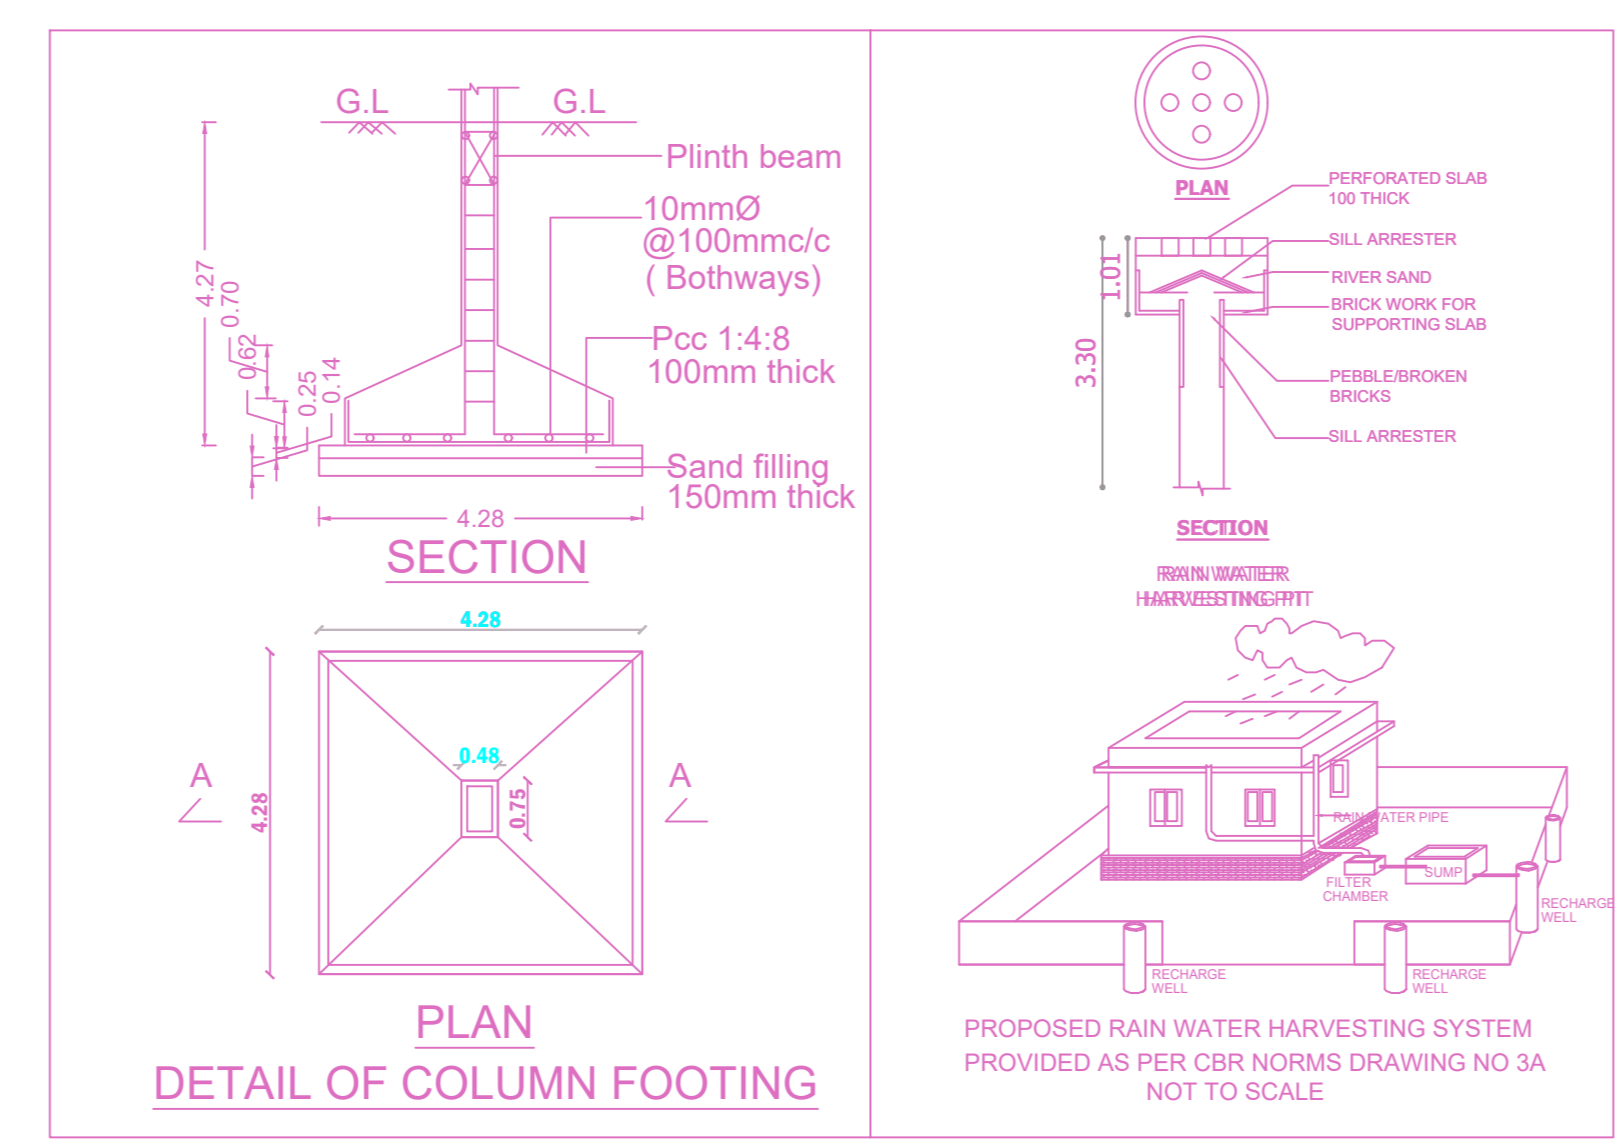 G.L
G.L
Plinth beam
10mmØ
@100mmc/c
( Bothways)
4.27
0.70
0.62
0.25
0.14
Pcc 1:4:8
100mm thick
Sand filling
150mm thick
4.28
SECTION
4.28
0.48
A
A
4.28
0.75
PLAN
DETAIL OF COLUMN FOOTING
PLAN
PERFORATED SLAB
100 THICK
SILL ARRESTER
1.01
RIVER SAND
BRICK WORK FOR
SUPPORTING SLAB
3.30
PEBBLE/BROKEN
BRICKS
SILL ARRESTER
SECTION
RAIN WATER
HARVESTING PIT
RAIN WATER PIPE
FILTER
CHAMBER
SUMP
RECHARGE
WELL
RECHARGE
WELL
RECHARGE
WELL
PROPOSED RAIN WATER HARVESTING SYSTEM
PROVIDED AS PER CBR NORMS DRAWING NO 3A
NOT TO SCALE